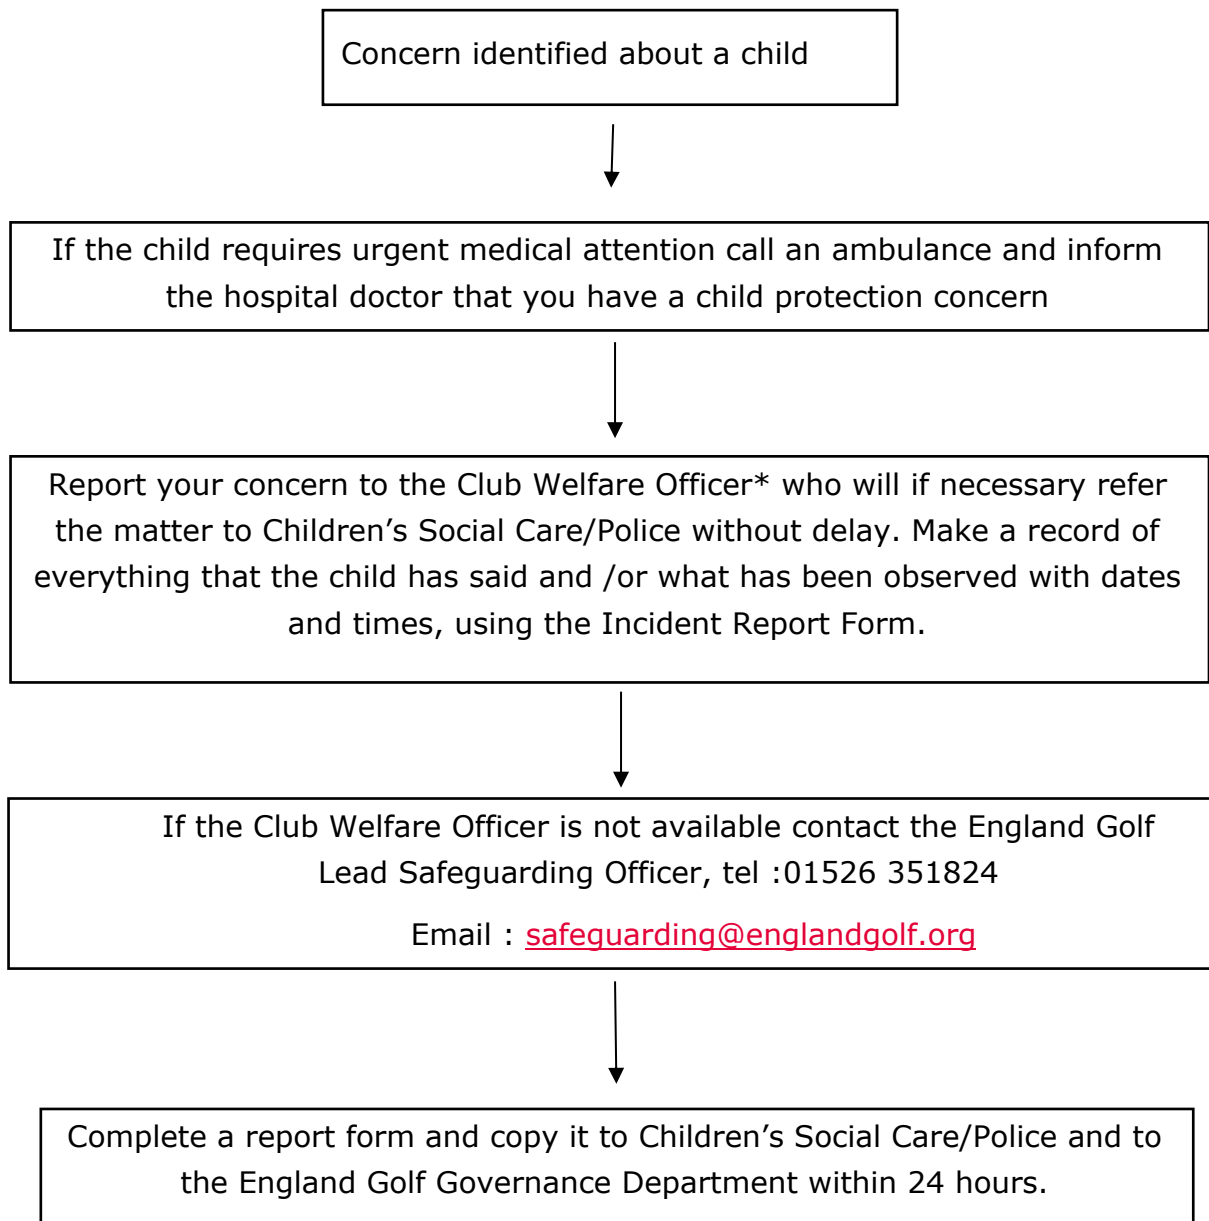 Concern identified about a child
If the child requires urgent medical attention call an ambulance and inform
the hospital doctor that you have a child protection concern
Report your concern to the Club Welfare Officer* who will if necessary refer
the matter to Children’s Social Care/Police without delay. Make a record of
everything that the child has said and /or what has been observed with dates
and times, using the Incident Report Form.
If the Club Welfare Officer is not available contact the England Golf
Lead Safeguarding Officer, tel :01526 351824
Email : safeguarding@englandgolf.org
Complete a report form and copy it to Children’s Social Care/Police and to
the England Golf Governance Department within 24 hours.